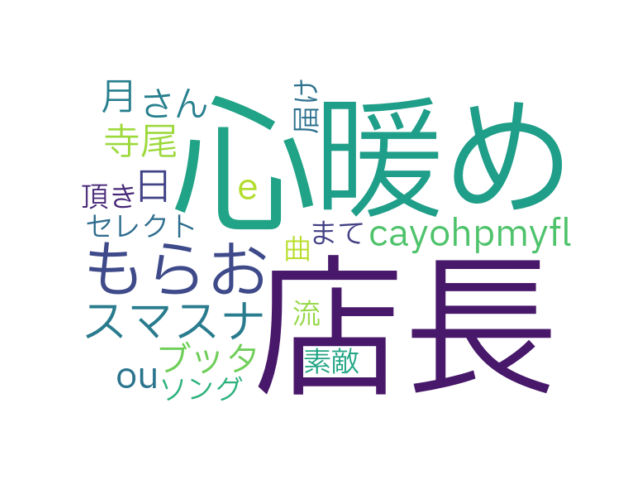 月 さん 届け
心 暖め
寺尾
頂き 日 e
セレクト まて cayohpmyfl
もらお 曲
スマスナ 店長 流
ou ブッタ 素敵
ソング